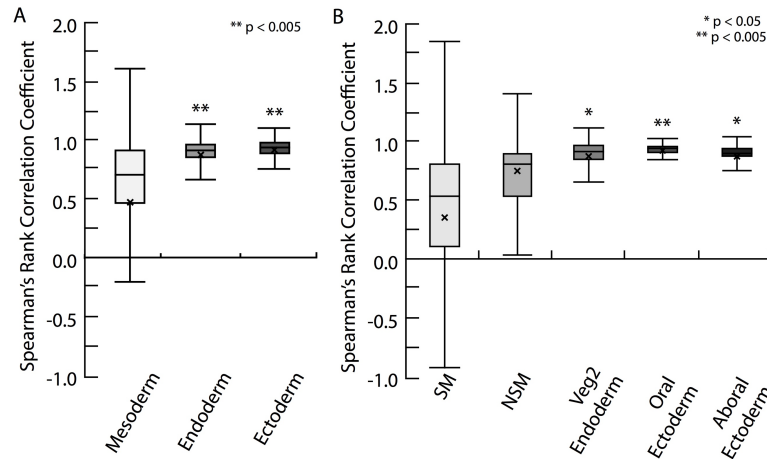 A
** p < 0.005
Spearman's Rank Correlation Coefficient
2.0
1.5
1.0
0.5
0.0
-0.5
-1.0
**
**
Mesoderm
Endoderm
Ectoderm
B
* p < 0.05
** p < 0.005
Spearman's Rank Correlation Coefficient
2.0
1.5
1.0
0.5
0.0
-0.5
-1.0
*
**
*
SM
NSM
Veg2
Endoderm
Oral
Ectoderm
Aboral
Ectoderm